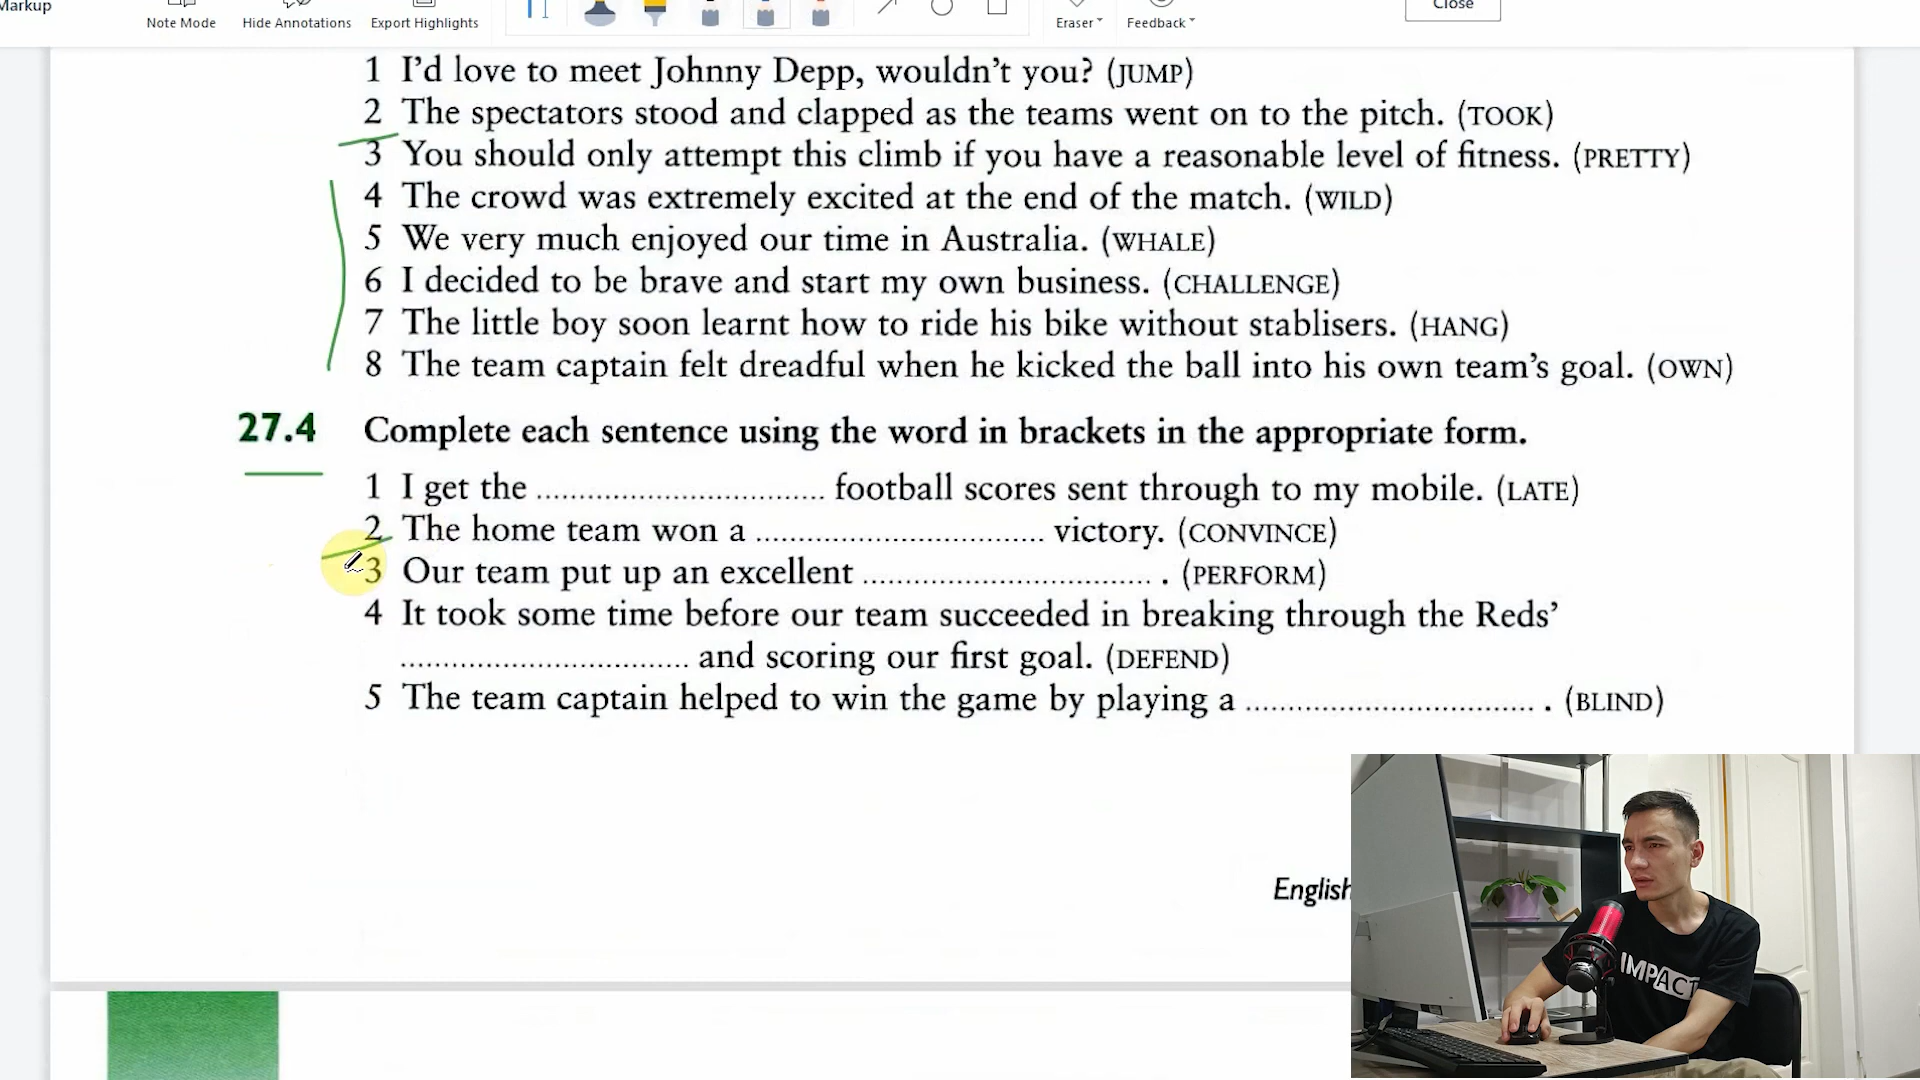 Markup
Note Mode
Hide Annotations
Export Highlights
Eraser
Feedback
Close
1 I'd love to meet Johnny Depp, wouldn't you? (JUMP)
2 The spectators stood and clapped as the teams went on to the pitch. (TOOK)
3 You should only attempt this climb if you have a reasonable level of fitness. (PRETTY)
4 The crowd was extremely excited at the end of the match. (WILD)
5 We very much enjoyed our time in Australia. (WHALE)
6 I decided to be brave and start my own business. (CHALLENGE)
7 The little boy soon learnt how to ride his bike without stablisers. (HANG)
8 The team captain felt dreadful when he kicked the ball into his own team's goal. (OWN)
27.4 Complete each sentence using the word in brackets in the appropriate form.
1 I get the .................................. football scores sent through to my mobile. (LATE)
2 The home team won a .................................. victory. (CONVINCE)
3 Our team put up an excellent .................................. . (PERFORM)
4 It took some time before our team succeeded in breaking through the Reds'
.................................. and scoring our first goal. (DEFEND)
5 The team captain helped to win the game by playing a .................................. . (BLIND)
English
IMPACT